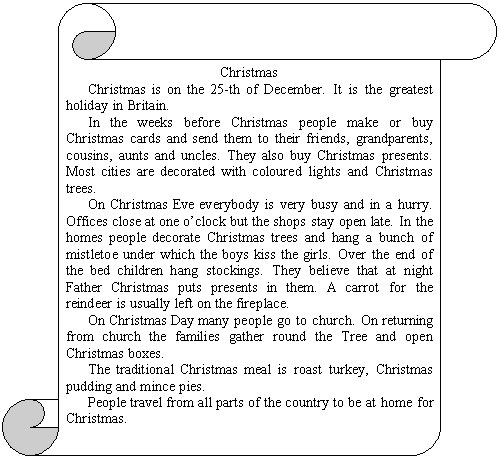 Christmas
Christmas is on the 25-th of December. It is the greatest
holiday in Britain.
In the weeks before Christmas people make or buy
Christmas cards and send them to their friends, grandparents,
cousins, aunts and uncles. They also buy Christmas presents.
Most cities are decorated with coloured lights and Christmas
trees.
On Christmas Eve everybody is very busy and in a hurry.
Offices close at one o’clock but the shops stay open late. In the
homes people decorate Christmas trees and hang a bunch of
mistletoe under which the boys kiss the girls. Over the end of
the bed children hang stockings. They believe that at night
Father Christmas puts presents in them. A carrot for the
reindeer is usually left on the fireplace.
On Christmas Day many people go to church. On returning
from church the families gather round the Tree and open
Christmas boxes.
The traditional Christmas meal is roast turkey, Christmas
pudding and mince pies.
People travel from all parts of the country to be at home for
Christmas.